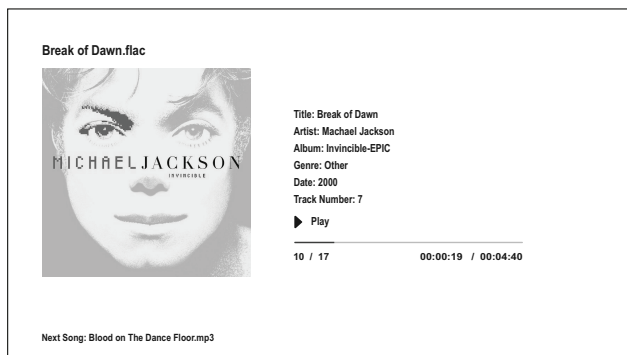 Break of Dawn.flac
MICHAEL JACKSON
INVINCIBLE
Title: Break of Dawn
Artist: Machael Jackson
Album: Invincible-EPIC
Genre: Other
Date: 2000
Track Number: 7
Play
10 / 17 00:00:19 / 00:04:40
Next Song: Blood on The Dance Floor.mp3